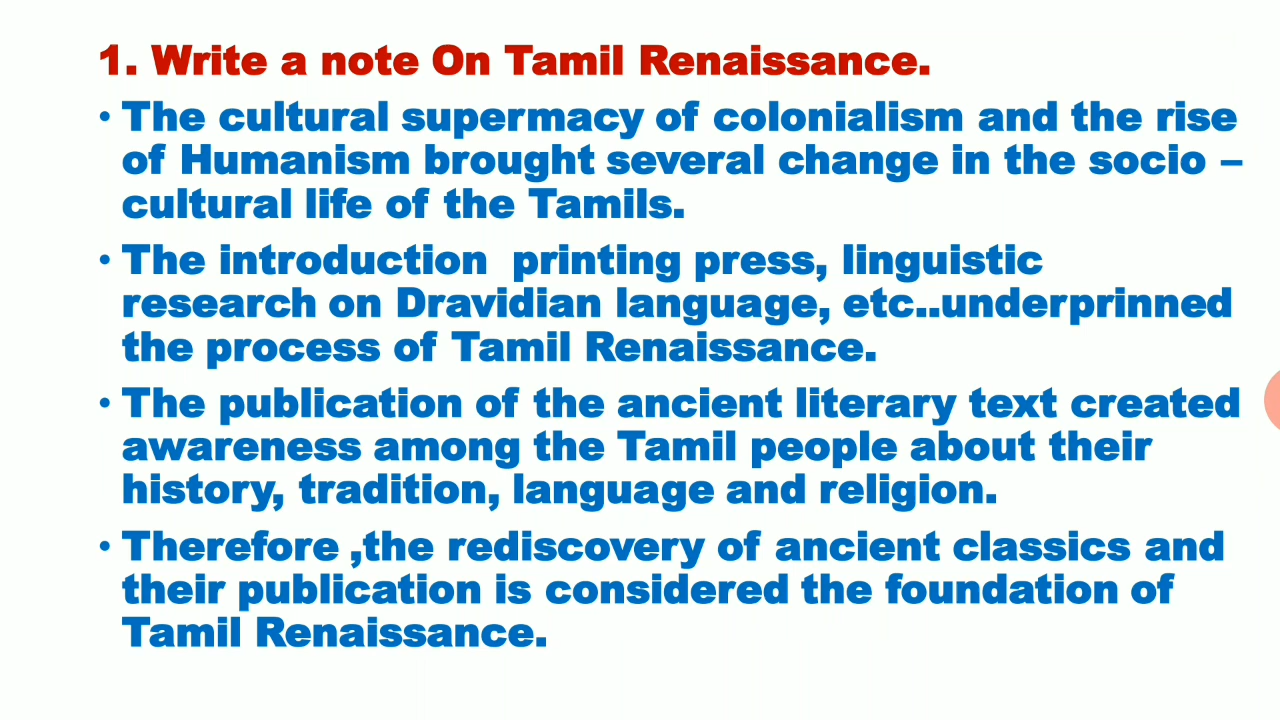 1. Write a note On Tamil Renaissance.
• The cultural supermacy of colonialism and the rise
of Humanism brought several change in the socio –
cultural life of the Tamils.
• The introduction  printing press, linguistic
research on Dravidian language, etc..underprinned
the process of Tamil Renaissance.
• The publication of the ancient literary text created
awareness among the Tamil people about their
history, tradition, language and religion.
• Therefore ,the rediscovery of ancient classics and
their publication is considered the foundation of
Tamil Renaissance.